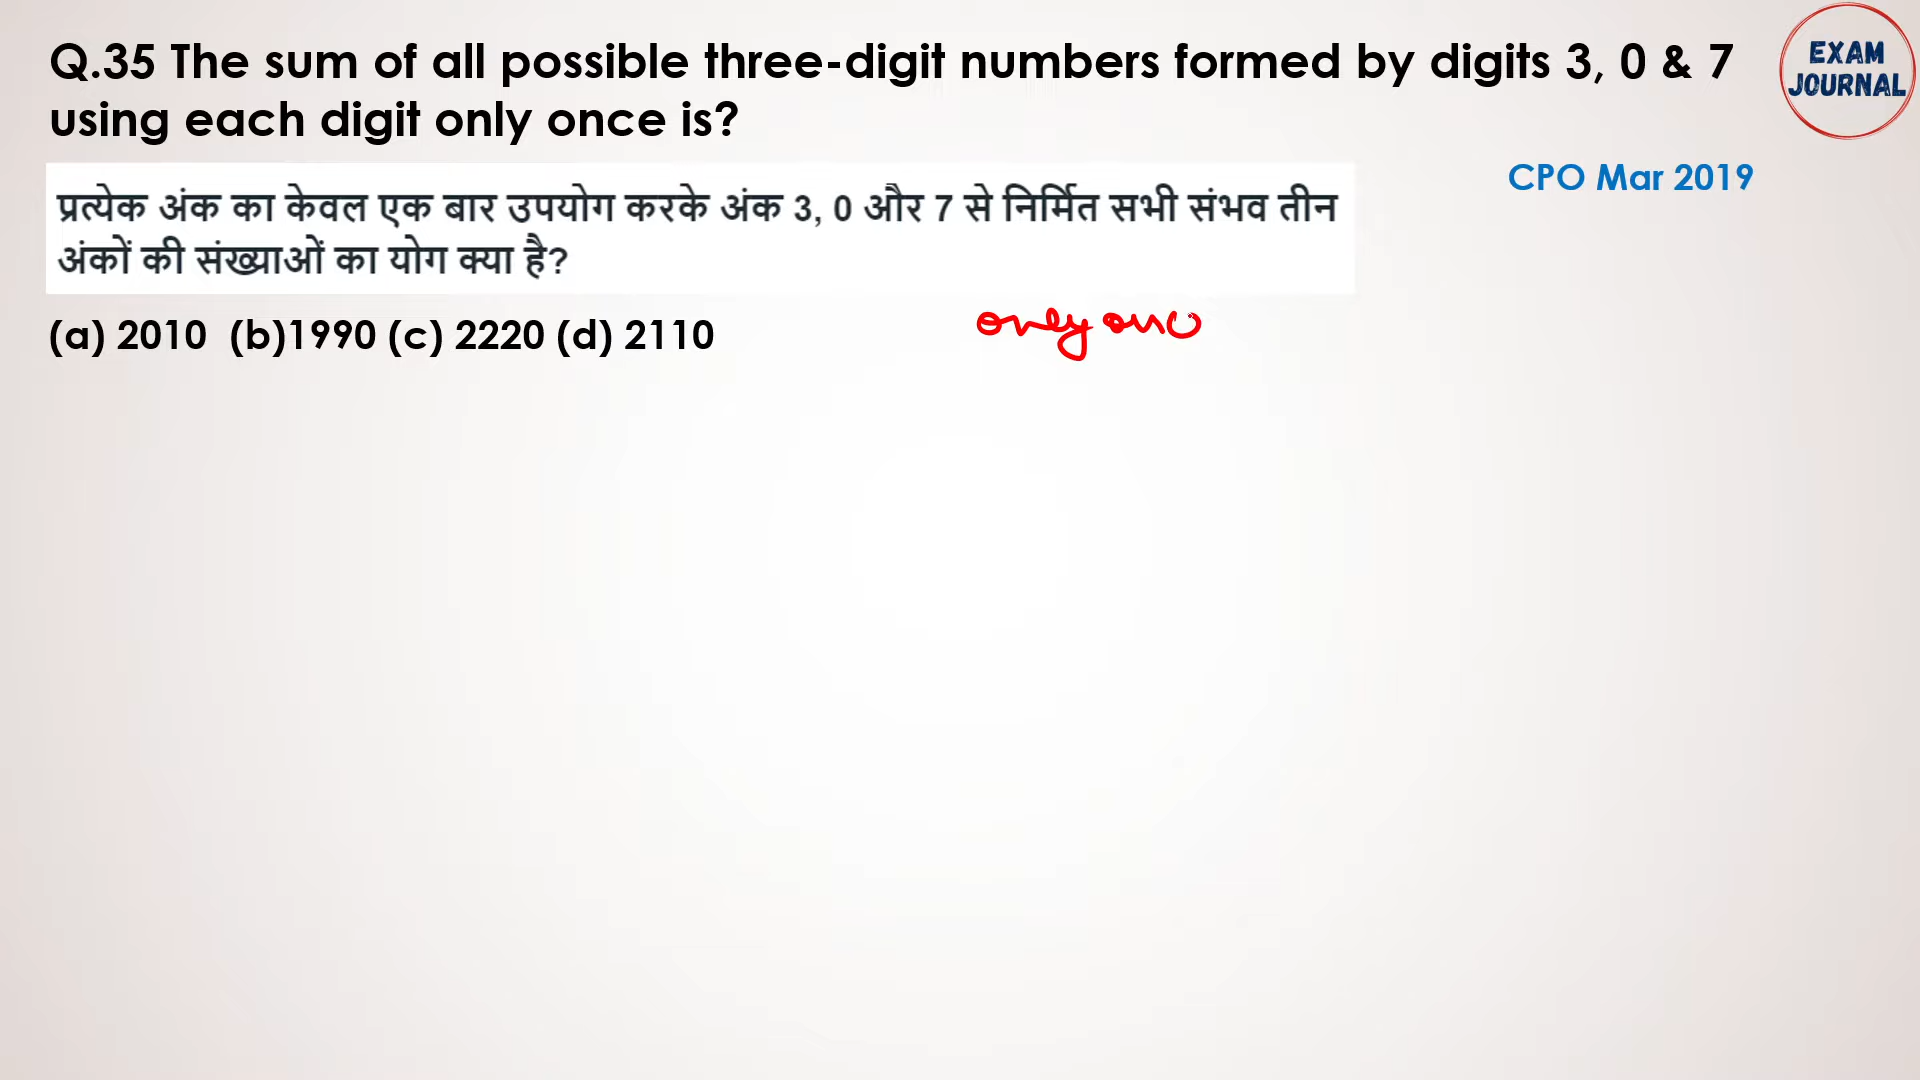 Q.35 The sum of all possible three-digit numbers formed by digits 3, 0 & 7
using each digit only once is?
EXAM
JOURNAL
CPO Mar 2019
प्रत्येक अंक का केवल एक बार उपयोग करके अंक 3, 0 और 7 से निर्मित सभी संभव तीन
अंकों की संख्याओं का योग क्या है?
(a) 2010 (b)1990 (c) 2220 (d) 2110
only onc